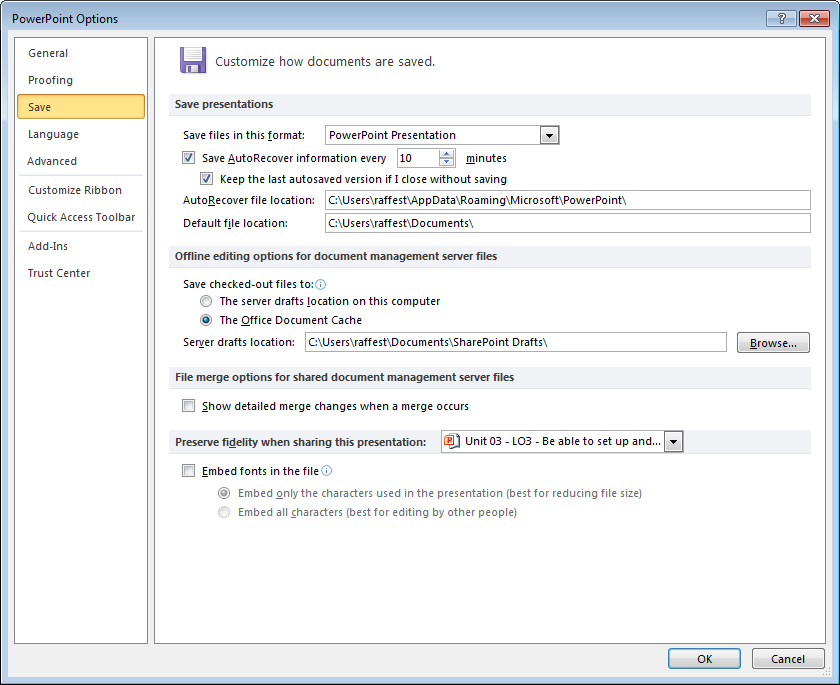 PowerPoint Options
General
Proofing
Save
Language
Advanced
Customize Ribbon
Quick Access Toolbar
Add-Ins
Trust Center
Customize how documents are saved.
Save presentations
Save files in this format: PowerPoint Presentation
Save AutoRecover information every 10 minutes
Keep the last autosaved version if I close without saving
AutoRecover file location: C:\Users\raffest\AppData\Roaming\Microsoft\PowerPoint\
Default file location: C:\Users\raffest\Documents\
Offline editing options for document management server files
Save checked-out files to:
The server drafts location on this computer
The Office Document Cache
Server drafts location: C:\Users\raffest\Documents\SharePoint Drafts\ Browse...
File merge options for shared document management server files
Show detailed merge changes when a merge occurs
Preserve fidelity when sharing this presentation: Unit 03 - LO3 - Be able to set up and...
Embed fonts in the file
Embed only the characters used in the presentation (best for reducing file size)
Embed all characters (best for editing by other people)
OK Cancel